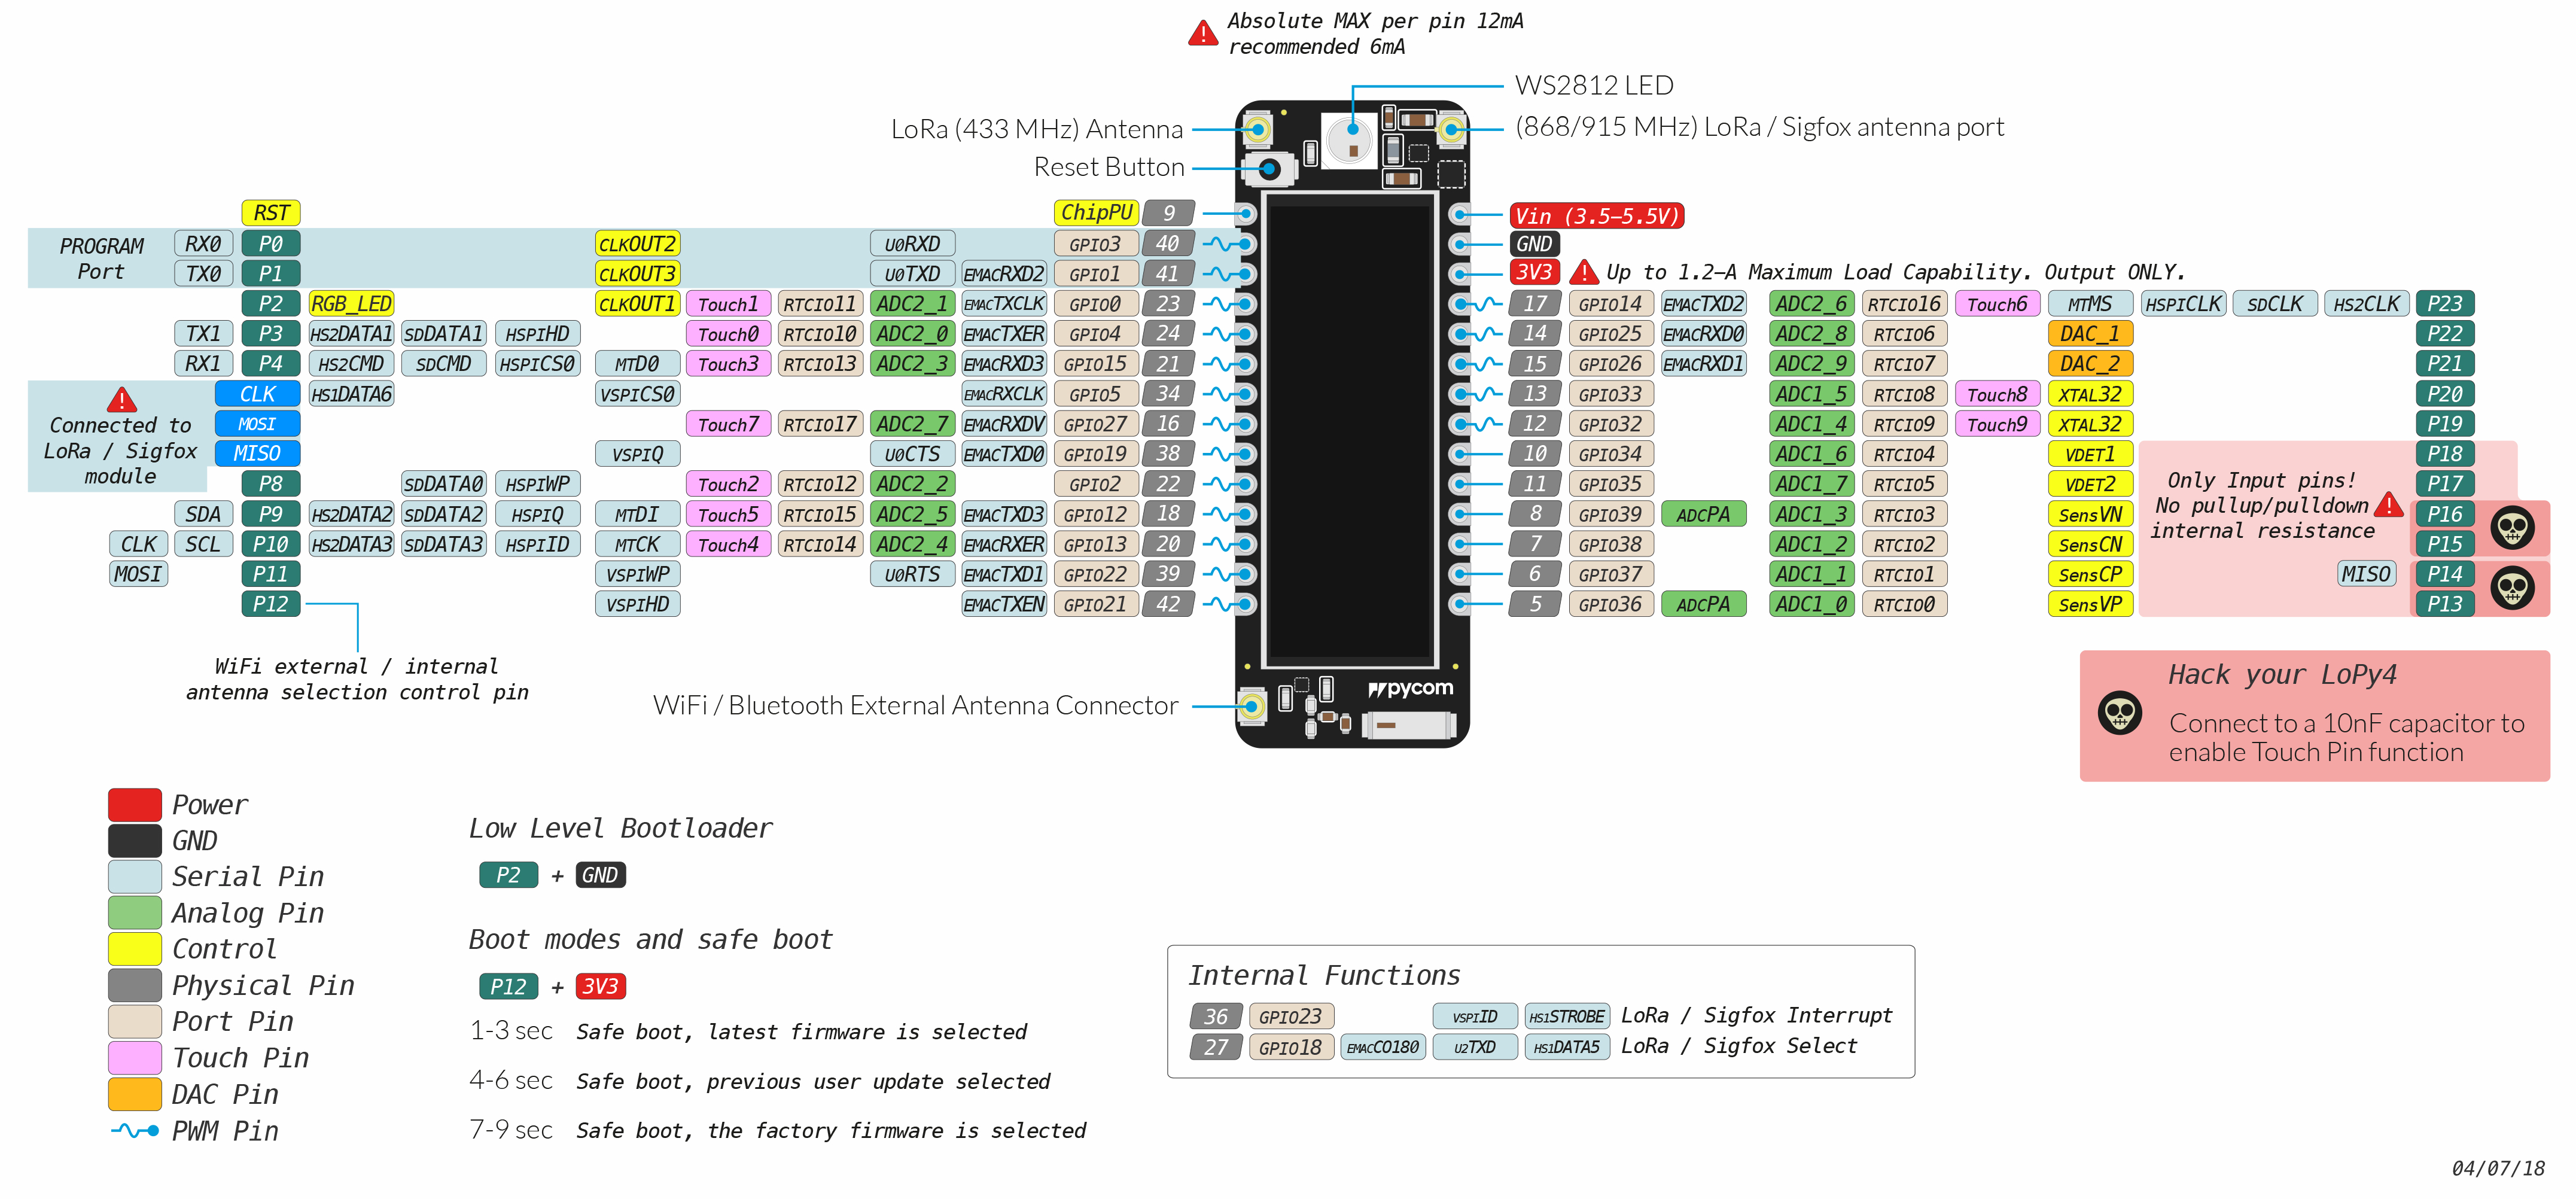 Absolute MAX per pin 12mA
recommended 6mA
WS2812 LED
LoRa (433 MHz) Antenna
(868/915 MHz) LoRa / Sigfox antenna port
Reset Button
RST ChipPU 9 Vin (3.5–5.5V)
PROGRAM
Port
RX0 P0 CLKOUT2 U0RXD GPIO3 40 GND
TX0 P1 CLKOUT3 U0TXD EMACRXD2 GPIO1 41 3V3 Up to 1.2–A Maximum Load Capability. Output ONLY.
P2 RGB_LED CLKOUT1 Touch1 RTCIO11 ADC2_1 EMACTXCLK GPIO0 23 17 GPIO14 EMACTXD2 ADC2_6 RTCIO16 Touch6 MTMS HSPICLK SDCLK HS2CLK P23
TX1 P3 HS2DATA1 SDDATA1 HSPIHD Touch0 RTCIO10 ADC2_0 EMACTXER GPIO4 24 14 GPIO25 EMACRXD0 ADC2_8 RTCIO6 DAC_1 P22
RX1 P4 HS2CMD SDCMD HSPICS0 MTD0 Touch3 RTCIO13 ADC2_3 EMACRXD3 GPIO15 21 15 GPIO26 EMACRXD1 ADC2_9 RTCIO7 DAC_2 P21
CLK HS1DATA6 VSPICS0 EMACRXCLK GPIO5 34 13 GPIO33 ADC1_5 RTCIO8 Touch8 XTAL32 P20
MOSI Touch7 RTCIO17 ADC2_7 EMACRXDV GPIO27 16 12 GPIO32 ADC1_4 RTCIO9 Touch9 XTAL32 P19
MISO VSPIQ U0CTS EMACTXD0 GPIO19 38 10 GPIO34 ADC1_6 RTCIO4 VDET1 P18
Connected to
LoRa / Sigfox
module
P8 SDDATA0 HSPIWP Touch2 RTCIO12 ADC2_2 GPIO2 22 11 GPIO35 ADC1_7 RTCIO5 VDET2 P17
SDA P9 HS2DATA2 SDDATA2 HSPIQ MTDI Touch5 RTCIO15 ADC2_5 EMACTXD3 GPIO12 18 8 GPIO39 ADCPA ADC1_3 RTCIO3 SensVN P16
CLK SCL P10 HS2DATA3 SDDATA3 HSPIID MTCK Touch4 RTCIO14 ADC2_4 EMACRXER GPIO13 20 7 GPIO38 ADC1_2 RTCIO2 SensCN P15
MOSI P11 VSPIWP U0RTS EMACTXD1 GPIO22 39 6 GPIO37 ADC1_1 RTCIO1 SensCP MISO P14
P12 VSPIHD EMACTXEN GPIO21 42 5 GPIO36 ADCPA ADC1_0 RTCIO0 SensVP P13
Only Input pins!
No pullup/pulldown
internal resistance
WiFi external / internal
antenna selection control pin
WiFi / Bluetooth External Antenna Connector
pycom
Hack your LoPy4
Connect to a 10nF capacitor to
enable Touch Pin function
Power
GND
Serial Pin
Analog Pin
Control
Physical Pin
Port Pin
Touch Pin
DAC Pin
PWM Pin
Low Level Bootloader
P2 + GND
Boot modes and safe boot
P12 + 3V3
1-3 sec Safe boot, latest firmware is selected
4-6 sec Safe boot, previous user update selected
7-9 sec Safe boot, the factory firmware is selected
Internal Functions
36 GPIO23 VSPIID HS1STROBE LoRa / Sigfox Interrupt
27 GPIO18 EMACCO180 U2TXD HS1DATA5 LoRa / Sigfox Select
04/07/18